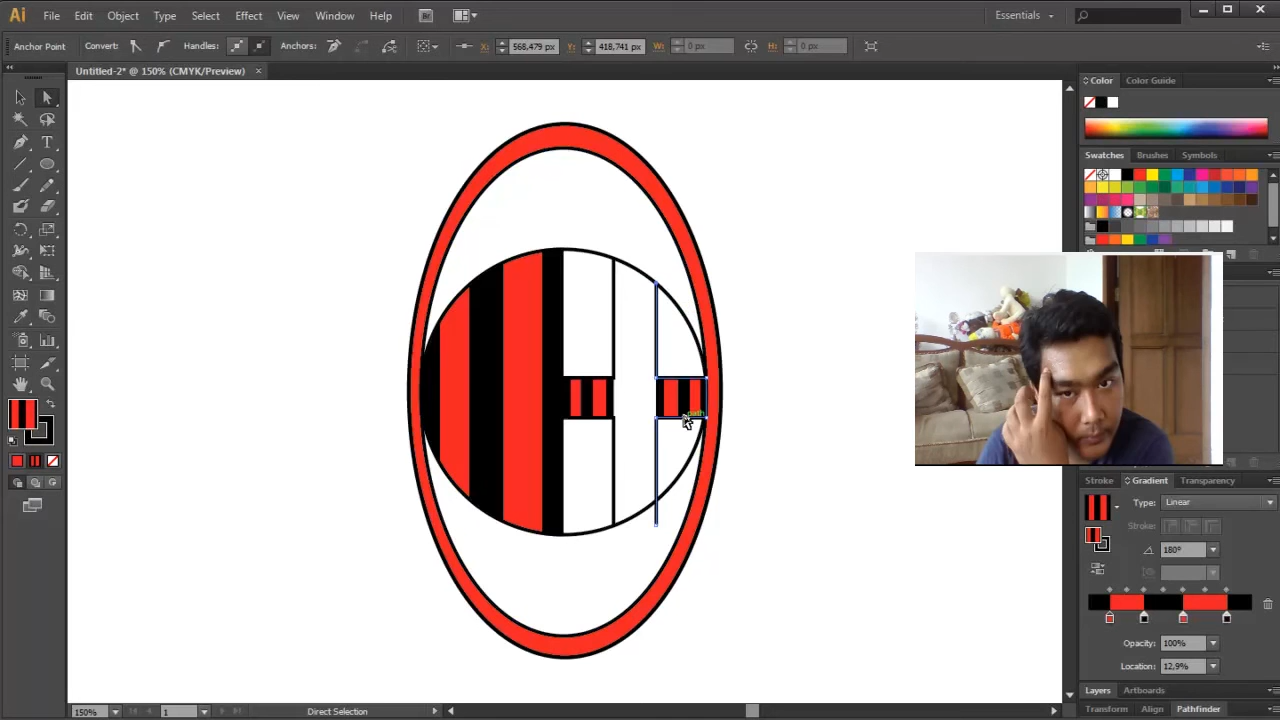 Ai File Edit Object Type Select Effect View Window Help Br Essentials
Anchor Point Convert: Handles: Anchors: X: 568,479 px Y: 418,741 px W: 0 px H: 0 px
Untitled-2* @ 150% (CMYK/Preview)
Color Color Guide
Swatches Brushes Symbols
path
Stroke Gradient Transparency
Type: Linear
Stroke:
180°
Opacity: 100%
Location: 12,9%
Layers Artboards
150% 1 Direct Selection
Transform Align Pathfinder